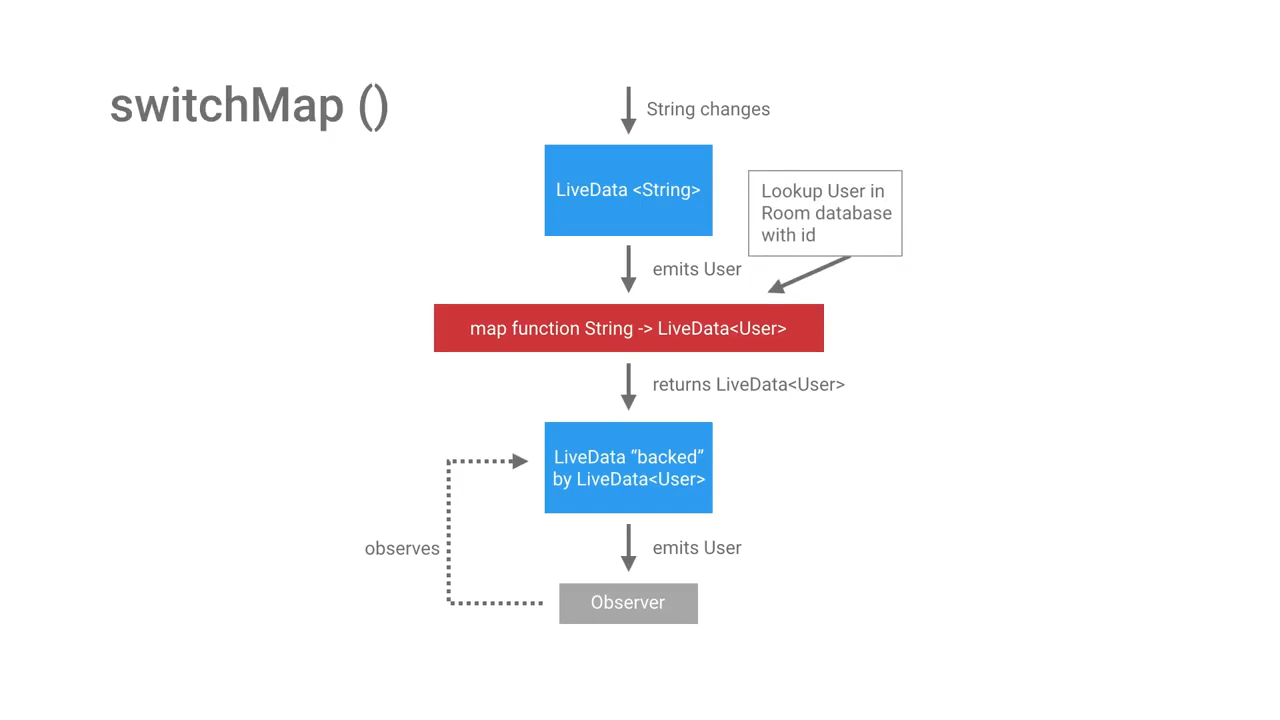 switchMap ()
String changes
LiveData <String>
Lookup User in
Room database
with id
emits User
map function String -> LiveData<User>
returns LiveData<User>
LiveData “backed”
by LiveData<User>
observes
emits User
Observer